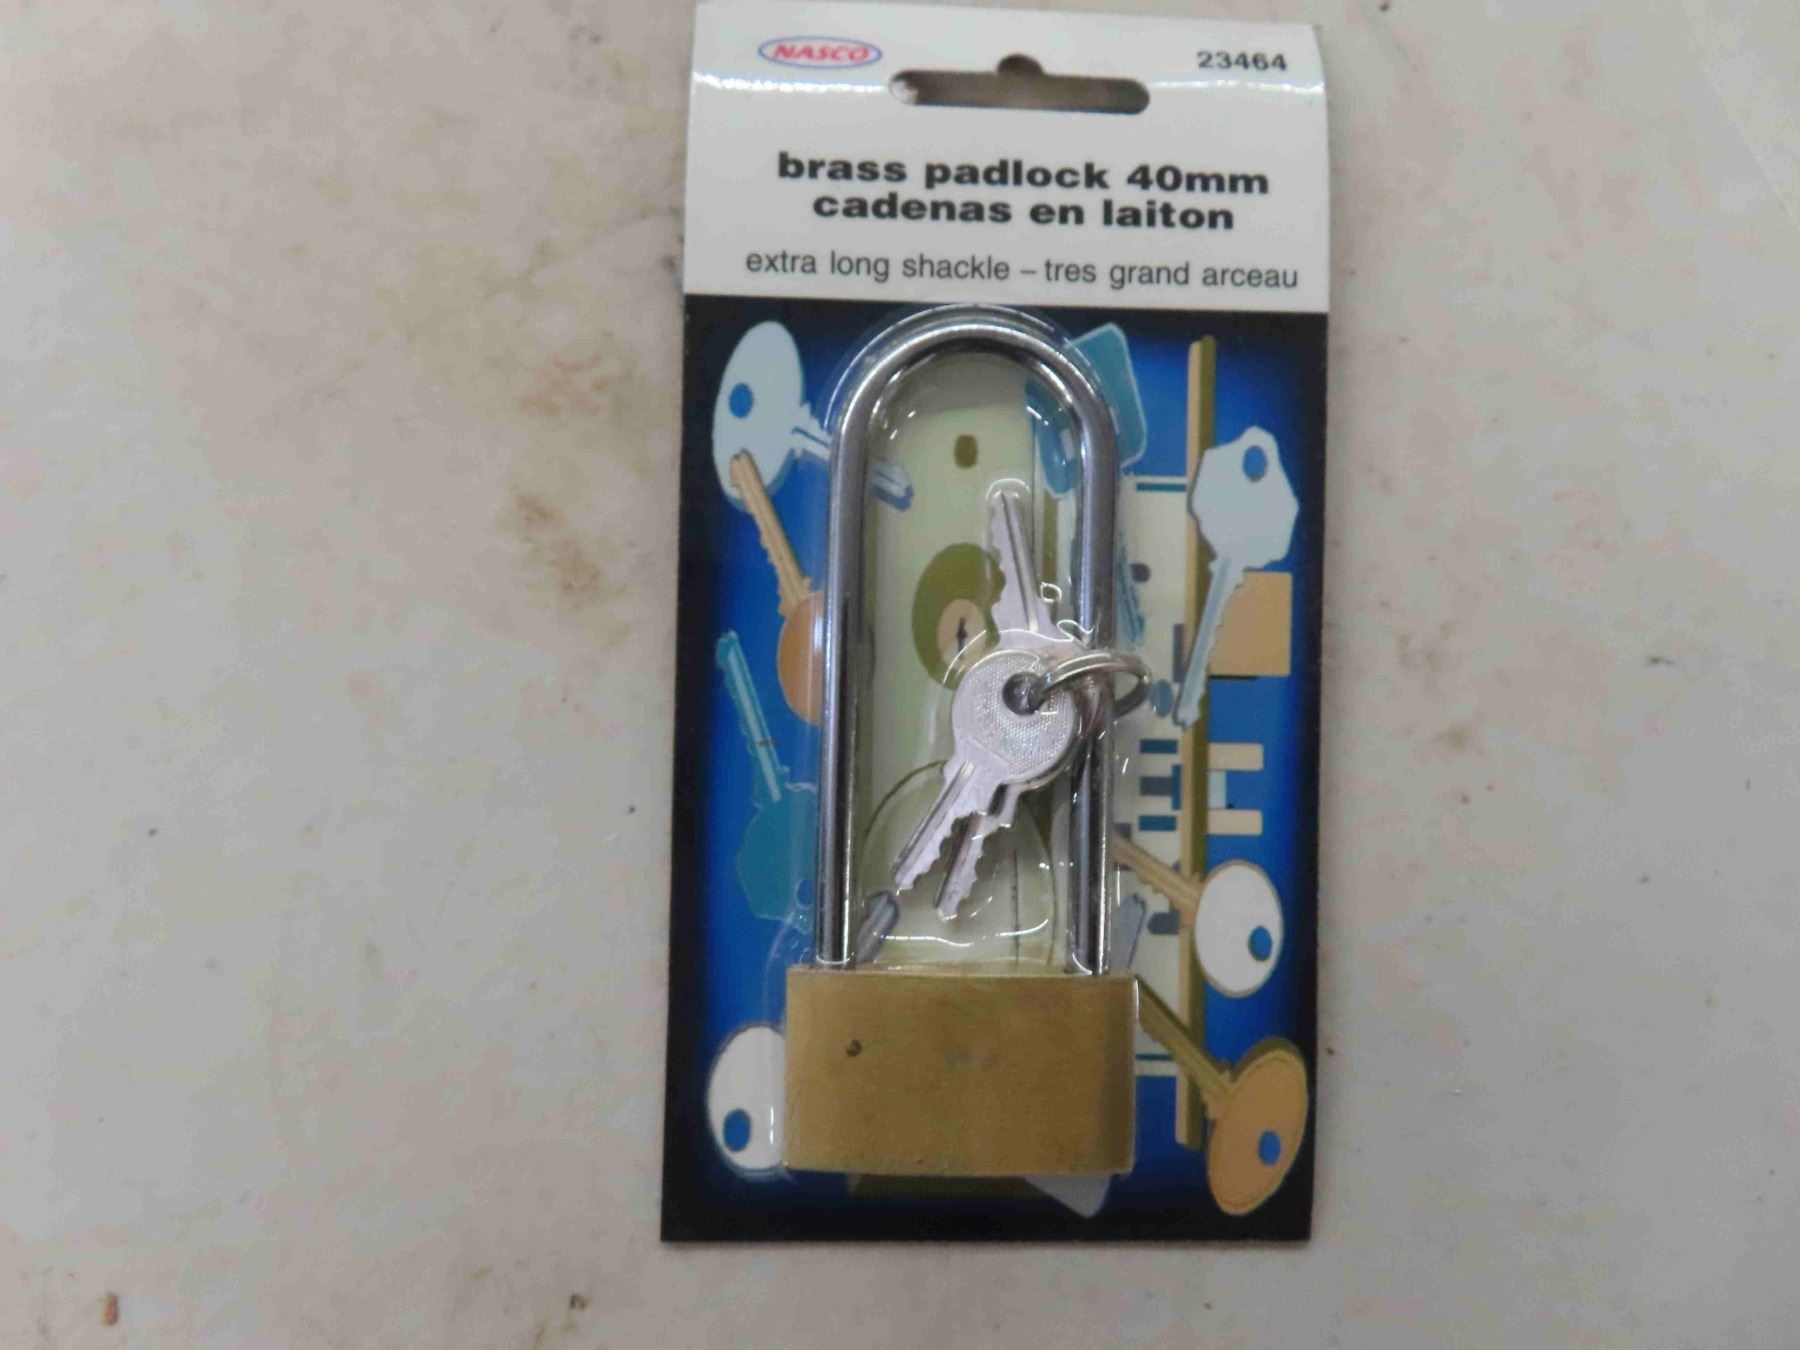 NASCO
23464
brass padlock 40mm
cadenas en laiton
extra long shackle – tres grand arceau